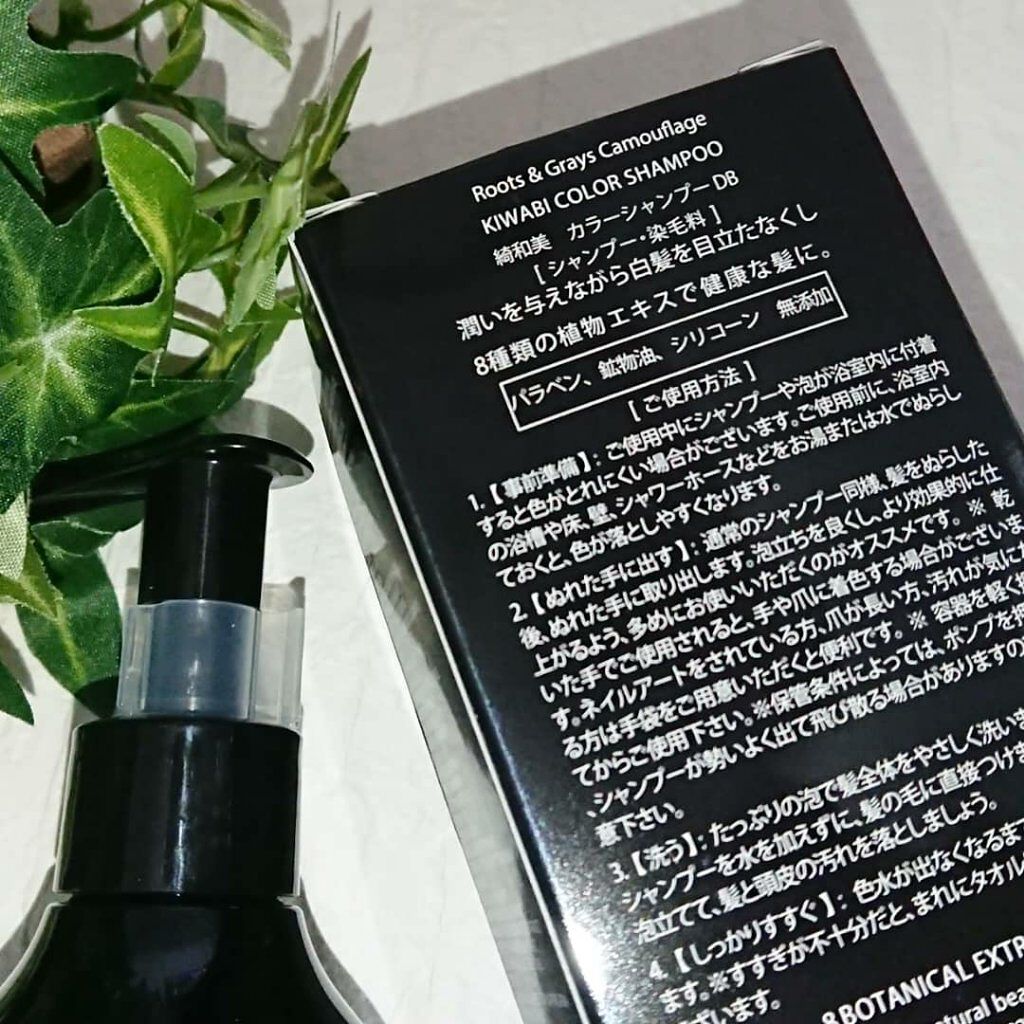 Roots & Grays Camouflage
KIWABI COLOR SHAMPOO
綺和美 カラーシャンプー DB
[ シャンプー・染毛料 ]
潤いを与えながら白髪を目立たなくし
8種類の植物エキスで健康な髪に。
パラベン、鉱物油、シリコーン 無添加
[ ご使用方法 ]
1.【事前準備】: ご使用中にシャンプーや泡が浴室内に付着
すると色がとれにくい場合がございます。ご使用前に、浴室内
の浴槽や床、壁、シャワーホースなどをお湯または水でぬらし
ておくと、色が落としやすくなります。
2.【ぬれた手に出す】: 通常のシャンプー同様、髪をぬらした
後、ぬれた手に取り出します。泡立ちを良くし、より効果的に仕
上がるよう、多めにお使いいただくのがオススメです。※ 乾
いた手でご使用されると、手や爪に着色する場合がございま
す。ネイルアートをされている方、爪が長い方、汚れが気にな
る方は手袋をご用意いただくと便利です。※ 容器を軽く
てからご使用下さい。※保管条件によっては、ポンプを押
シャンプーが勢いよく出て飛び散る場合がありますの
意下さい。
3.【洗う】: たっぷりの泡で髪全体をやさしく洗いま
シャンプーを水を加えずに、髪の毛に直接つけま
泡立てて、髪と頭皮の汚れを落としましょう。
4.【しっかりすすぐ】: 色水が出なくなるまで
ます。※すすぎが不十分だと、まれにタオル
ございます。
8 BOTANICAL EXTR
natural bea